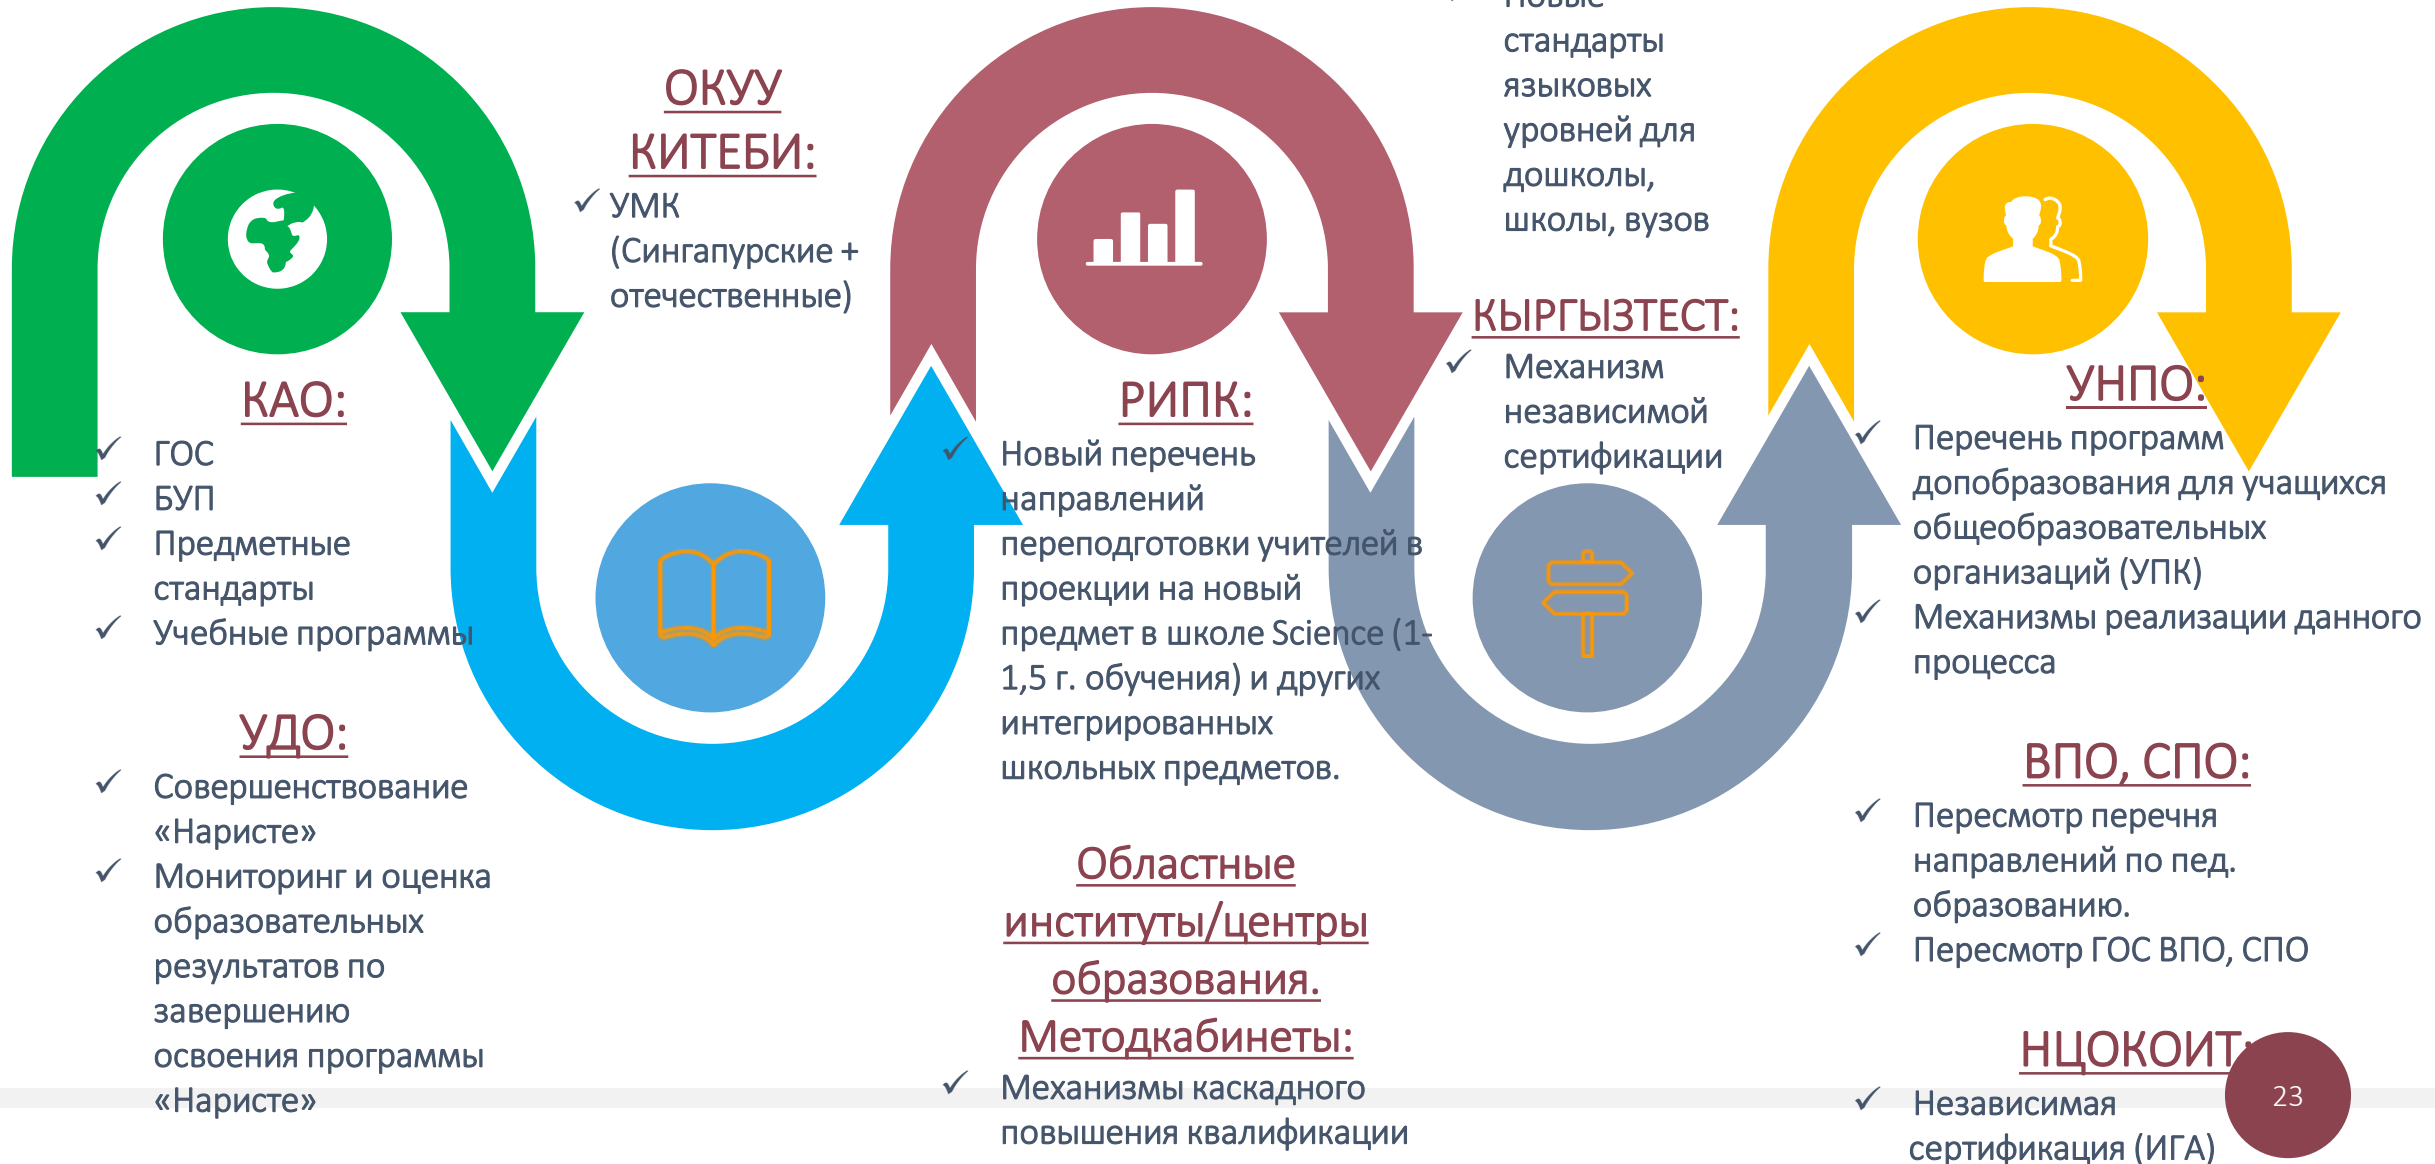 КАО:
ГОС
БУП
Предметные
стандарты
Учебные программы
УДО:
Совершенствование
«Наристе»
Мониторинг и оценка
образовательных
результатов по
завершению
освоения программы
«Наристе»
ОКУУ
КИТЕБИ:
УМК
(Сингапурские +
отечественные)
РИПК:
Новый перечень
направлений
переподготовки учителей в
проекции на новый
предмет в школе Science (1-
1,5 г. обучения) и других
интегрированных
школьных предметов.
Областные
институты/центры
образования.
Методкабинеты:
Механизмы каскадного
повышения квалификации
Новые
стандарты
языковых
уровней для
дошколы,
школы, вузов
КЫРГЫЗТЕСТ:
Механизм
независимой
сертификации
УНПО:
Перечень программ
допобразования для учащихся
общеобразовательных
организаций (УПК)
Механизмы реализации данного
процесса
ВПО, СПО:
Пересмотр перечня
направлений по пед.
образованию.
Пересмотр ГОС ВПО, СПО
НЦОКОИТ:
Независимая
сертификация (ИГА)
23